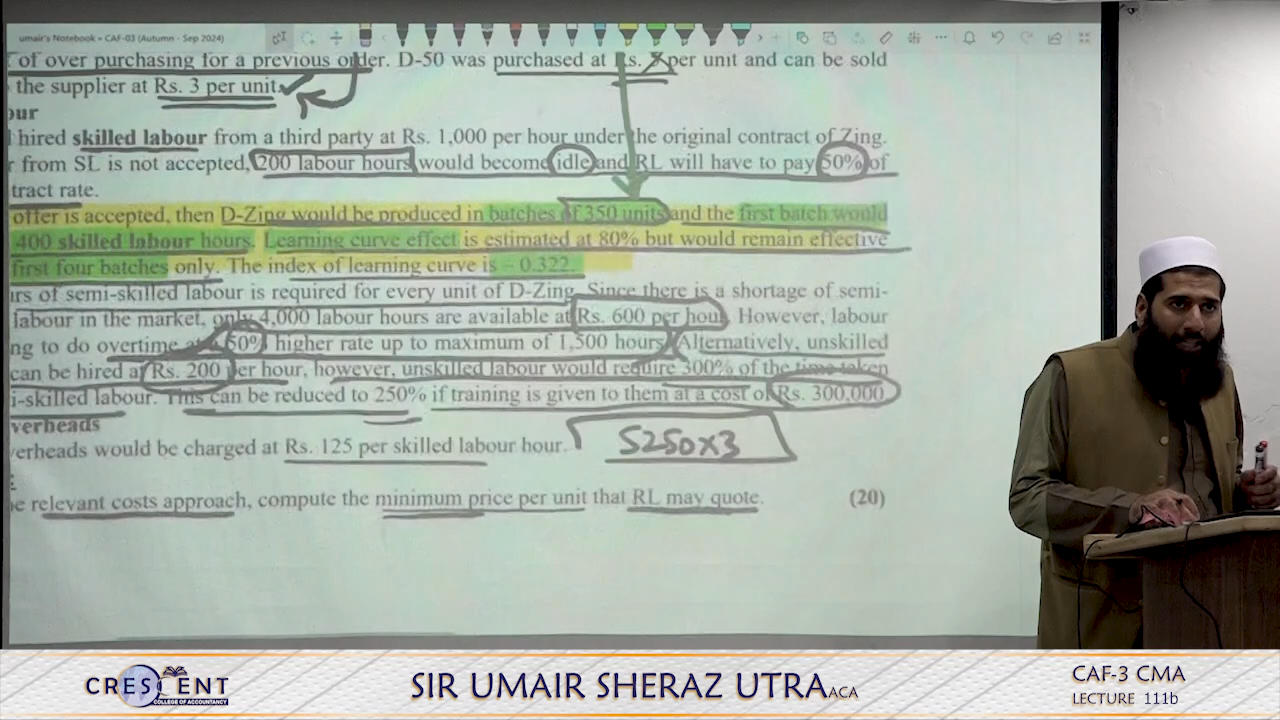 umair's Notebook » CAF-03 (Autumn - Sep 2024)
of over purchasing for a previous order. D-50 was purchased at Rs. per unit and can be sold
the supplier at Rs. 3 per unit.
our
hired skilled labour from a third party at Rs. 1,000 per hour under the original contract of Zing.
r from SL is not accepted, 200 labour hours would become idle and RL will have to pay 50% of
tract rate.
offer is accepted, then D-Zing would be produced in batches of 350 units and the first batch would
400 skilled labour hours. Learning curve effect is estimated at 80% but would remain effective
first four batches only. The index of learning curve is – 0.322.
urs of semi-skilled labour is required for every unit of D-Zing. Since there is a shortage of semi-
labour in the market, only 4,000 labour hours are available at Rs. 600 per hour. However, labour
ng to do overtime at 50% higher rate up to maximum of 1,500 hours. Alternatively, unskilled
can be hired at Rs. 200 per hour, however, unskilled labour would require 300% of the time taken
i-skilled labour. This can be reduced to 250% if training is given to them at a cost of Rs. 300,000
verheads
verheads would be charged at Rs. 125 per skilled labour hour.
5250×3
e relevant costs approach, compute the minimum price per unit that RL may quote. (20)
CRESCENT
COLLEGE OF ACCOUNTANCY
SIR UMAIR SHERAZ UTRA ACA
CAF-3 CMA
LECTURE 111b